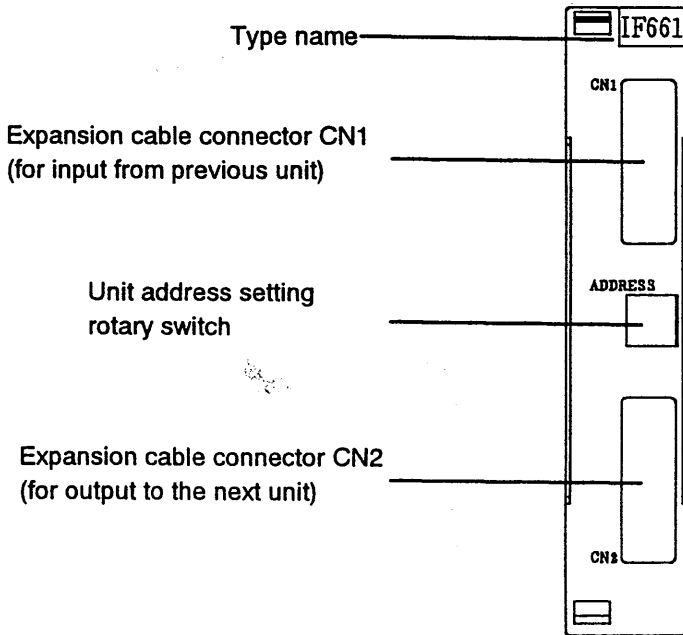 Type name
IF661
CN1
Expansion cable connector CN1
(for input from previous unit)
ADDRESS
Unit address setting
rotary switch
Expansion cable connector CN2
(for output to the next unit)
CN2